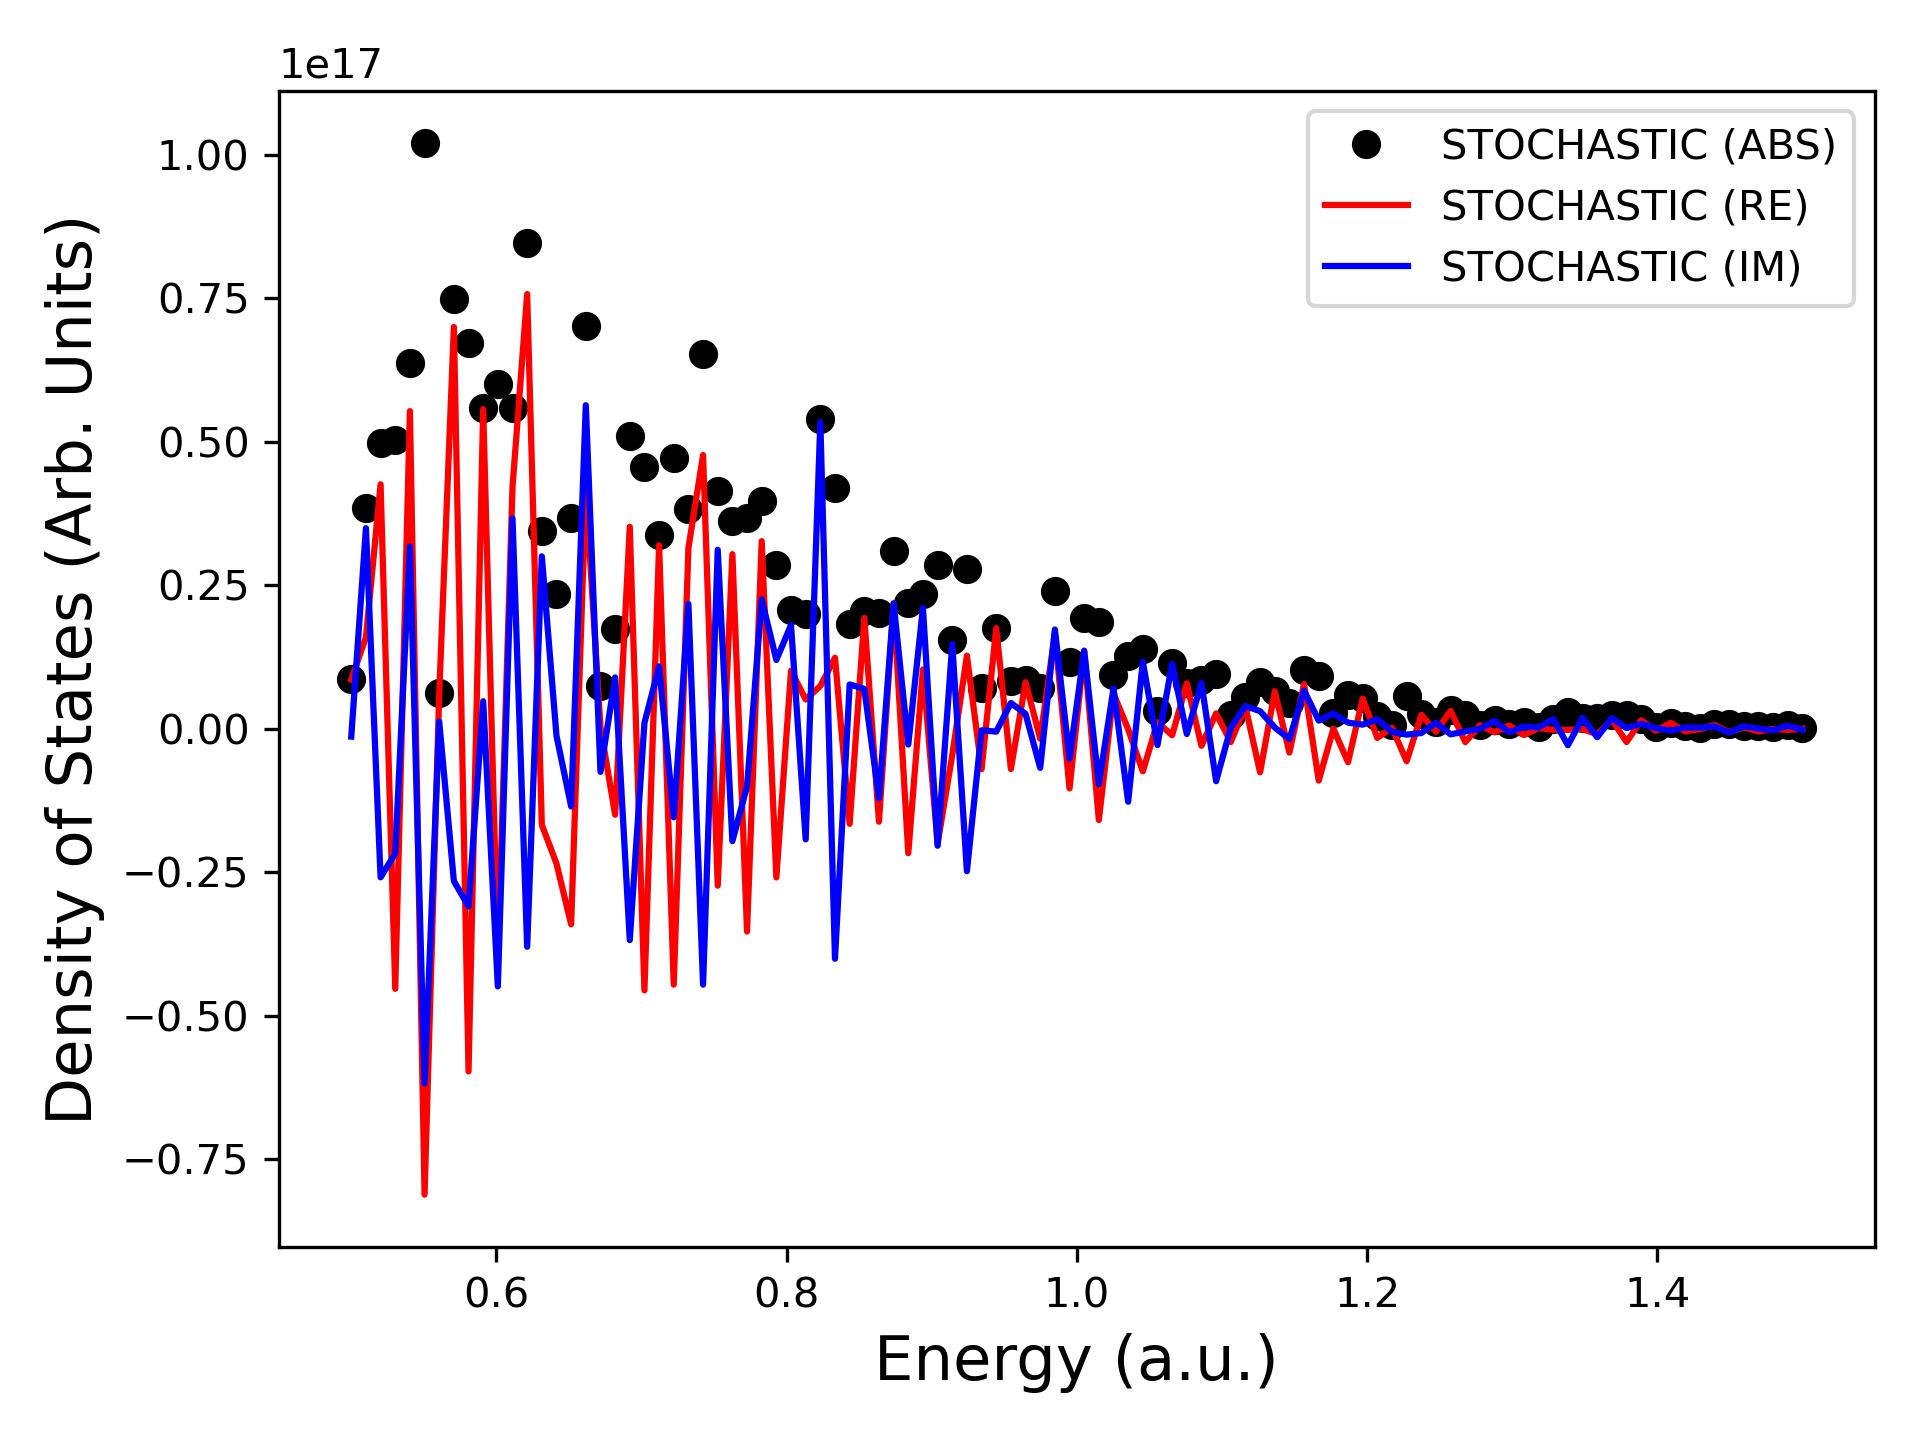 1e17
1.00
0.75
0.50
0.25
0.00
−0.25
−0.50
−0.75
Density of States (Arb. Units)
STOCHASTIC (ABS)
STOCHASTIC (RE)
STOCHASTIC (IM)
0.6 0.8 1.0 1.2 1.4
Energy (a.u.)